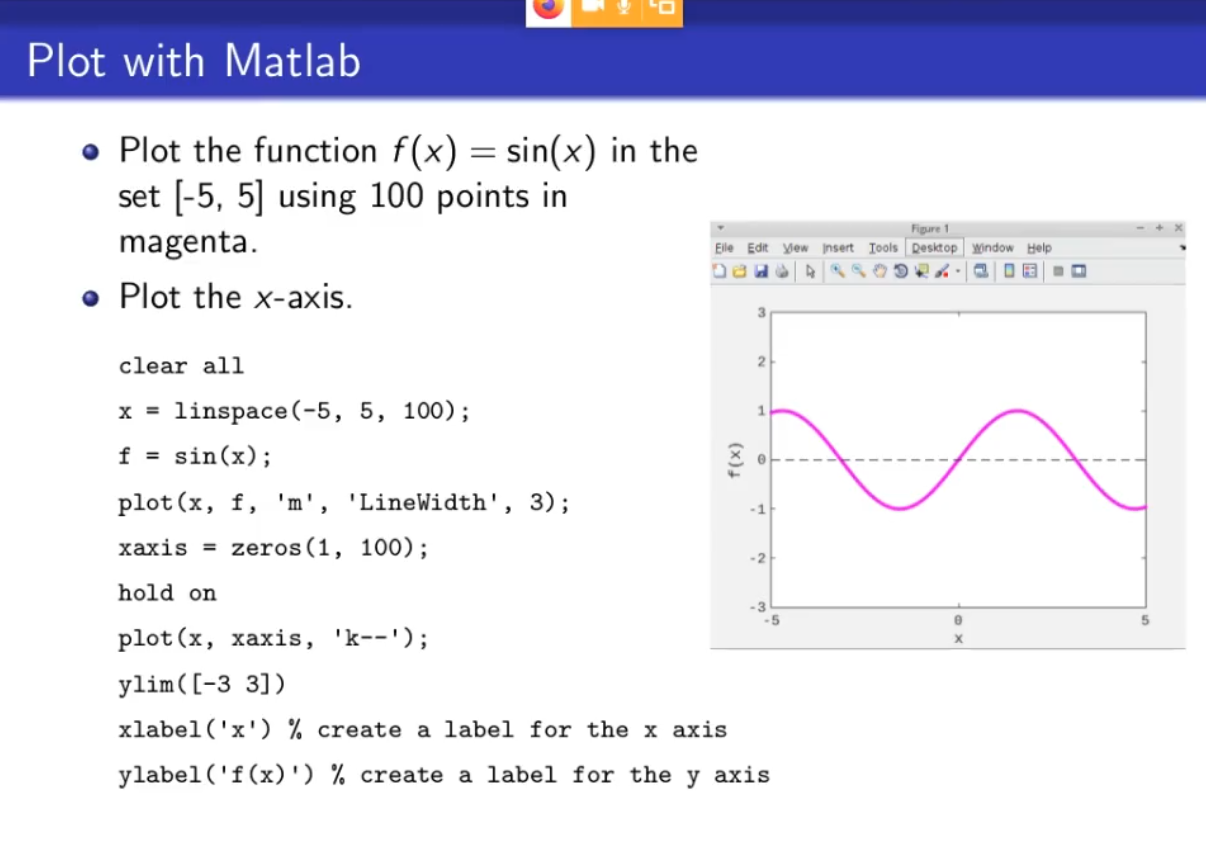 Plot with Matlab
Plot the function f(x) = sin(x) in the
set [-5, 5] using 100 points in
magenta.
Plot the x-axis.
clear all
x = linspace(-5, 5, 100);
f = sin(x);
plot(x, f, 'm', 'LineWidth', 3);
xaxis = zeros(1, 100);
hold on
plot(x, xaxis, 'k--');
ylim([-3 3])
xlabel('x') % create a label for the x axis
ylabel('f(x)') % create a label for the y axis
Figure 1
File Edit View Insert Tools Desktop Window Help
3
2
1
0
-1
-2
-3
f(x)
-5 0 5
x